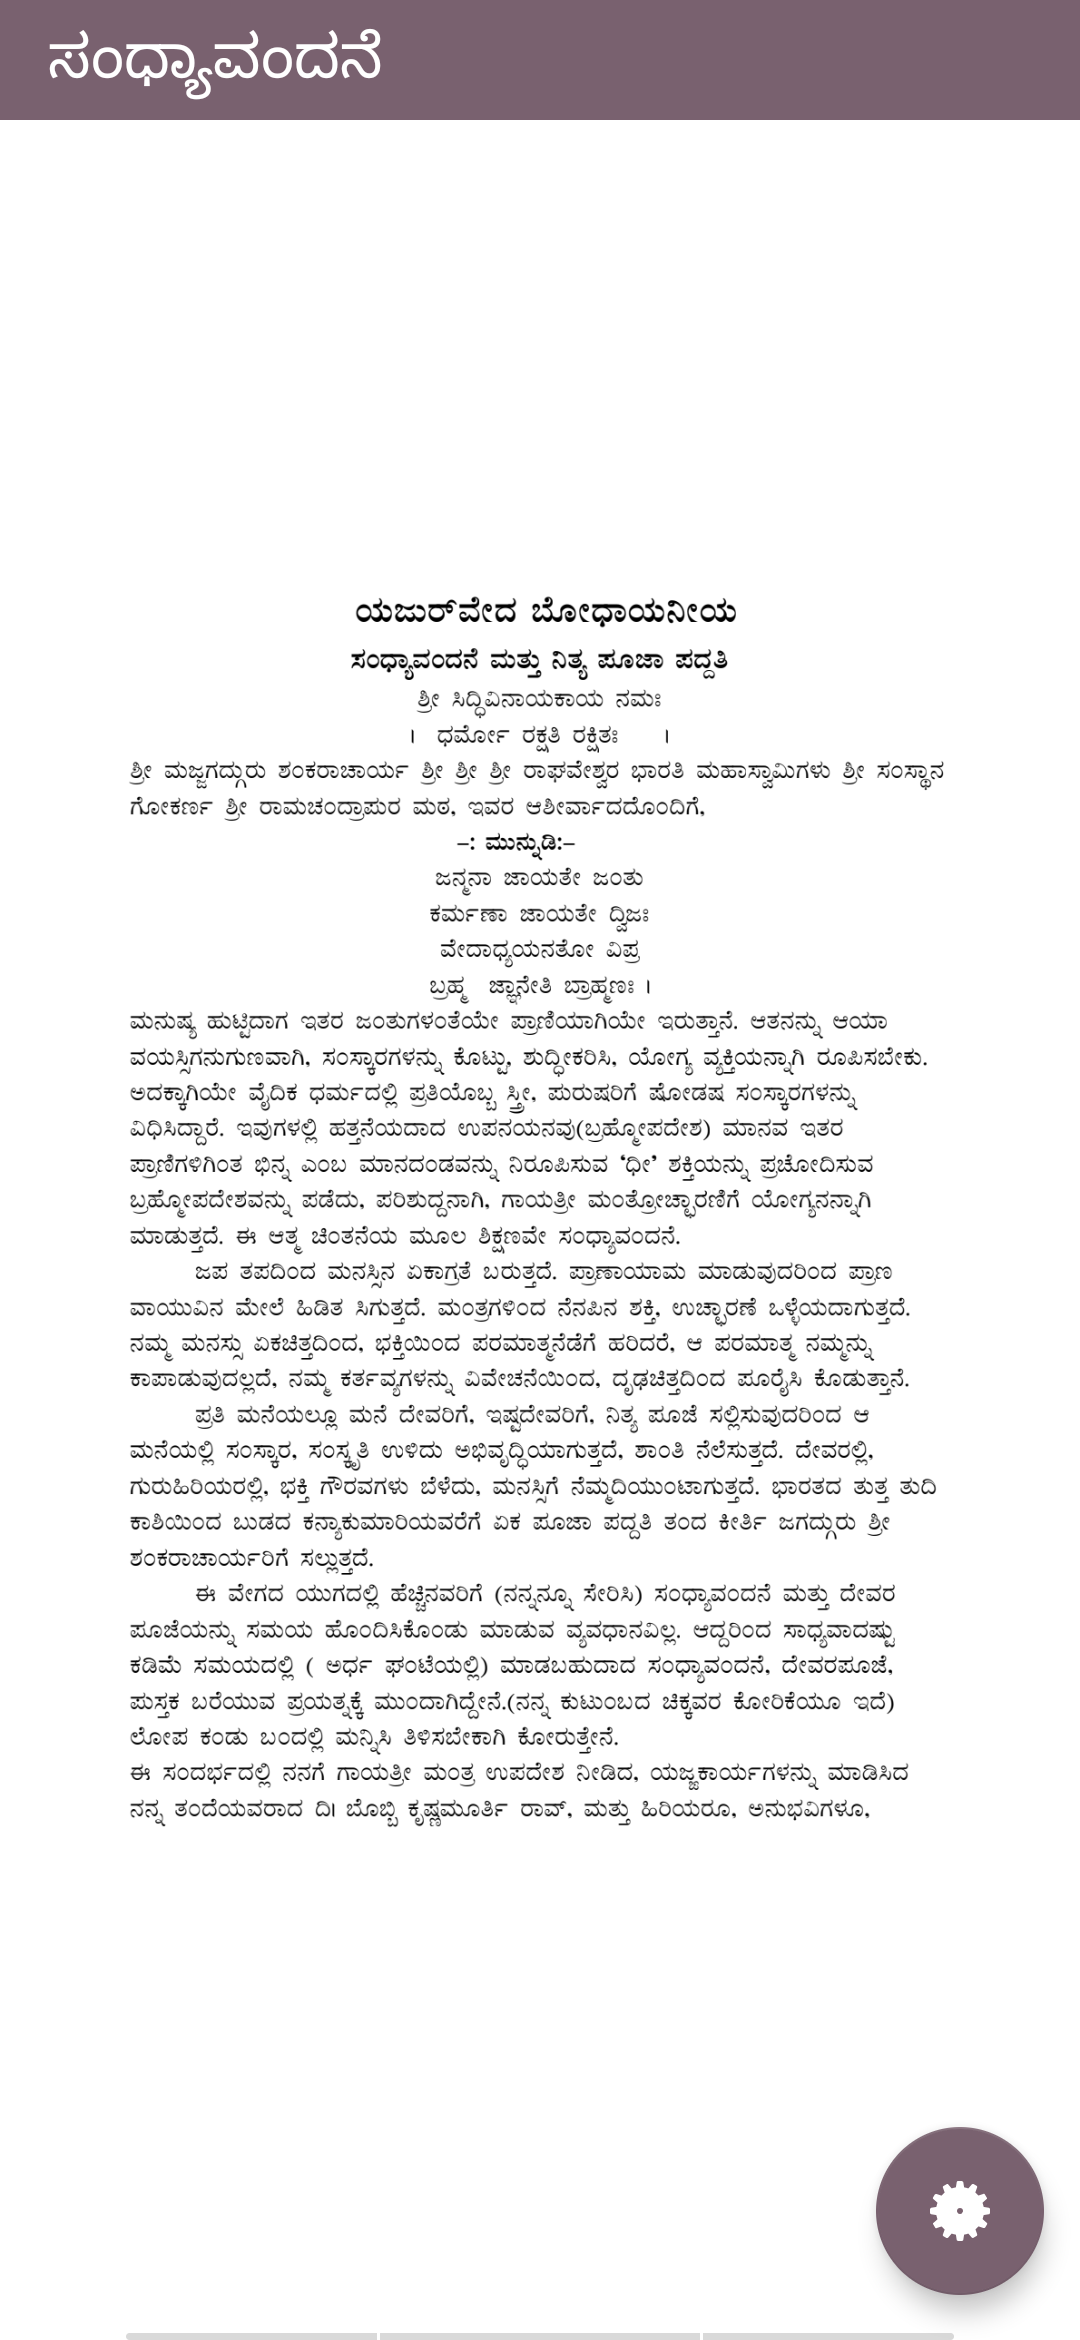 ಸಂಧ್ಯಾವಂದನೆ
ಯಜುರ್‌ವೇದ ಬೋಧಾಯನೀಯ
ಸಂಧ್ಯಾವಂದನೆ ಮತ್ತು ನಿತ್ಯ ಪೂಜಾ ಪದ್ದತಿ
ಶ್ರೀ ಸಿದ್ಧಿವಿನಾಯಕಾಯ ನಮಃ
। ಧರ್ಮೋ ರಕ್ಷತಿ ರಕ್ಷಿತಃ ।
ಶ್ರೀ ಮಜ್ಜಗದ್ಗುರು ಶಂಕರಾಚಾರ್ಯ ಶ್ರೀ ಶ್ರೀ ಶ್ರೀ ರಾಘವೇಶ್ವರ ಭಾರತಿ ಮಹಾಸ್ವಾಮಿಗಳು ಶ್ರೀ ಸಂಸ್ಥಾನ
ಗೋಕರ್ಣ ಶ್ರೀ ರಾಮಚಂದ್ರಾಪುರ ಮಠ, ಇವರ ಆಶೀರ್ವಾದದೊಂದಿಗೆ,
–: ಮುನ್ನುಡಿ:–
ಜನ್ಮನಾ ಜಾಯತೇ ಜಂತು
ಕರ್ಮಣಾ ಜಾಯತೇ ದ್ವಿಜಃ
ವೇದಾಧ್ಯಯನತೋ ವಿಪ್ರ
ಬ್ರಹ್ಮ ಜ್ಞಾನೇತಿ ಬ್ರಾಹ್ಮಣಃ ।
ಮನುಷ್ಯ ಹುಟ್ಟಿದಾಗ ಇತರ ಜಂತುಗಳಂತೆಯೇ ಪ್ರಾಣಿಯಾಗಿಯೇ ಇರುತ್ತಾನೆ. ಆತನನ್ನು ಆಯಾ
ವಯಸ್ಸಿಗನುಗುಣವಾಗಿ, ಸಂಸ್ಕಾರಗಳನ್ನು ಕೊಟ್ಟು, ಶುದ್ಧೀಕರಿಸಿ, ಯೋಗ್ಯ ವ್ಯಕ್ತಿಯನ್ನಾಗಿ ರೂಪಿಸಬೇಕು.
ಅದಕ್ಕಾಗಿಯೇ ವೈದಿಕ ಧರ್ಮದಲ್ಲಿ ಪ್ರತಿಯೊಬ್ಬ ಸ್ತ್ರೀ, ಪುರುಷರಿಗೆ ಷೋಡಷ ಸಂಸ್ಕಾರಗಳನ್ನು
ವಿಧಿಸಿದ್ದಾರೆ. ಇವುಗಳಲ್ಲಿ ಹತ್ತನೆಯದಾದ ಉಪನಯನವು(ಬ್ರಹ್ಮೋಪದೇಶ) ಮಾನವ ಇತರ
ಪ್ರಾಣಿಗಳಿಗಿಂತ ಭಿನ್ನ ಎಂಬ ಮಾನದಂಡವನ್ನು ನಿರೂಪಿಸುವ ‘ಧೀ’ ಶಕ್ತಿಯನ್ನು ಪ್ರಚೋದಿಸುವ
ಬ್ರಹ್ಮೋಪದೇಶವನ್ನು ಪಡೆದು, ಪರಿಶುದ್ದನಾಗಿ, ಗಾಯತ್ರೀ ಮಂತ್ರೋಚ್ಛಾರಣಿಗೆ ಯೋಗ್ಯನನ್ನಾಗಿ
ಮಾಡುತ್ತದೆ. ಈ ಆತ್ಮ ಚಿಂತನೆಯ ಮೂಲ ಶಿಕ್ಷಣವೇ ಸಂಧ್ಯಾವಂದನೆ.
ಜಪ ತಪದಿಂದ ಮನಸ್ಸಿನ ಏಕಾಗ್ರತೆ ಬರುತ್ತದೆ. ಪ್ರಾಣಾಯಾಮ ಮಾಡುವುದರಿಂದ ಪ್ರಾಣ
ವಾಯುವಿನ ಮೇಲೆ ಹಿಡಿತ ಸಿಗುತ್ತದೆ. ಮಂತ್ರಗಳಿಂದ ನೆನಪಿನ ಶಕ್ತಿ, ಉಚ್ಛಾರಣೆ ಒಳ್ಳೆಯದಾಗುತ್ತದೆ.
ನಮ್ಮ ಮನಸ್ಸು ಏಕಚಿತ್ತದಿಂದ, ಭಕ್ತಿಯಿಂದ ಪರಮಾತ್ಮನೆಡೆಗೆ ಹರಿದರೆ, ಆ ಪರಮಾತ್ಮ ನಮ್ಮನ್ನು
ಕಾಪಾಡುವುದಲ್ಲದೆ, ನಮ್ಮ ಕರ್ತವ್ಯಗಳನ್ನು ವಿವೇಚನೆಯಿಂದ, ದೃಢಚಿತ್ತದಿಂದ ಪೂರೈಸಿ ಕೊಡುತ್ತಾನೆ.
ಪ್ರತಿ ಮನೆಯಲ್ಲೂ ಮನೆ ದೇವರಿಗೆ, ಇಷ್ಟದೇವರಿಗೆ, ನಿತ್ಯ ಪೂಜೆ ಸಲ್ಲಿಸುವುದರಿಂದ ಆ
ಮನೆಯಲ್ಲಿ ಸಂಸ್ಕಾರ, ಸಂಸ್ಕೃತಿ ಉಳಿದು ಅಭಿವೃದ್ಧಿಯಾಗುತ್ತದೆ, ಶಾಂತಿ ನೆಲೆಸುತ್ತದೆ. ದೇವರಲ್ಲಿ,
ಗುರುಹಿರಿಯರಲ್ಲಿ, ಭಕ್ತಿ ಗೌರವಗಳು ಬೆಳೆದು, ಮನಸ್ಸಿಗೆ ನೆಮ್ಮದಿಯುಂಟಾಗುತ್ತದೆ. ಭಾರತದ ತುತ್ತ ತುದಿ
ಕಾಶಿಯಿಂದ ಬುಡದ ಕನ್ಯಾಕುಮಾರಿಯವರೆಗೆ ಏಕ ಪೂಜಾ ಪದ್ದತಿ ತಂದ ಕೀರ್ತಿ ಜಗದ್ಗುರು ಶ್ರೀ
ಶಂಕರಾಚಾರ್ಯರಿಗೆ ಸಲ್ಲುತ್ತದೆ.
ಈ ವೇಗದ ಯುಗದಲ್ಲಿ ಹೆಚ್ಚಿನವರಿಗೆ (ನನ್ನನ್ನೂ ಸೇರಿಸಿ) ಸಂಧ್ಯಾವಂದನೆ ಮತ್ತು ದೇವರ
ಪೂಜೆಯನ್ನು ಸಮಯ ಹೊಂದಿಸಿಕೊಂಡು ಮಾಡುವ ವ್ಯವಧಾನವಿಲ್ಲ. ಆದ್ದರಿಂದ ಸಾಧ್ಯವಾದಷ್ಟು
ಕಡಿಮೆ ಸಮಯದಲ್ಲಿ ( ಅರ್ಧ ಘಂಟೆಯಲ್ಲಿ) ಮಾಡಬಹುದಾದ ಸಂಧ್ಯಾವಂದನೆ, ದೇವರಪೂಜೆ,
ಪುಸ್ತಕ ಬರೆಯುವ ಪ್ರಯತ್ನಕ್ಕೆ ಮುಂದಾಗಿದ್ದೇನೆ.(ನನ್ನ ಕುಟುಂಬದ ಚಿಕ್ಕವರ ಕೋರಿಕೆಯೂ ಇದೆ)
ಲೋಪ ಕಂಡು ಬಂದಲ್ಲಿ ಮನ್ನಿಸಿ ತಿಳಿಸಬೇಕಾಗಿ ಕೋರುತ್ತೇನೆ.
ಈ ಸಂದರ್ಭದಲ್ಲಿ ನನಗೆ ಗಾಯತ್ರೀ ಮಂತ್ರ ಉಪದೇಶ ನೀಡಿದ, ಯಜ್ಞಕಾರ್ಯಗಳನ್ನು ಮಾಡಿಸಿದ
ನನ್ನ ತಂದೆಯವರಾದ ದಿ। ಬೊಬ್ಬಿ ಕೃಷ್ಣಮೂರ್ತಿ ರಾವ್, ಮತ್ತು ಹಿರಿಯರೂ, ಅನುಭವಿಗಳೂ,